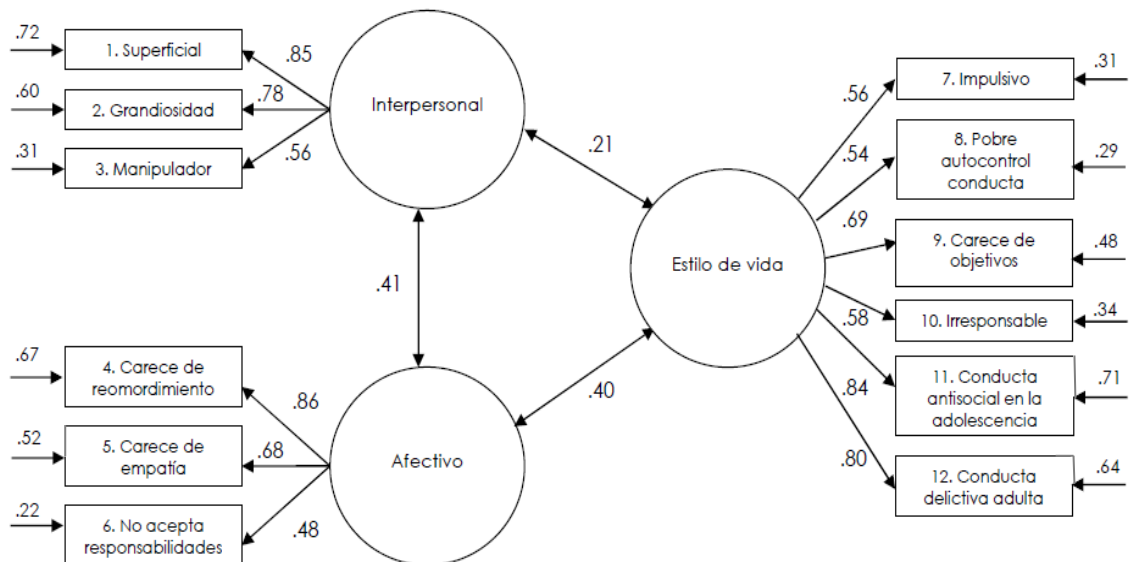 .72
1. Superficial
.85
.60
2. Grandiosidad
.78
.31
3. Manipulador
.56
Interpersonal
.21
.41
.67
4. Carece de
reomordimiento
.86
.52
5. Carece de
empatía
.68
.22
6. No acepta
responsabilidades
.48
Afectivo
.40
Estilo de vida
.56
7. Impulsivo
.31
.54
8. Pobre
autocontrol
conducta
.29
.69
9. Carece de
objetivos
.48
.58
10. Irresponsable
.34
.84
11. Conducta
antisocial en la
adolescencia
.71
.80
12. Conducta
delictiva adulta
.64